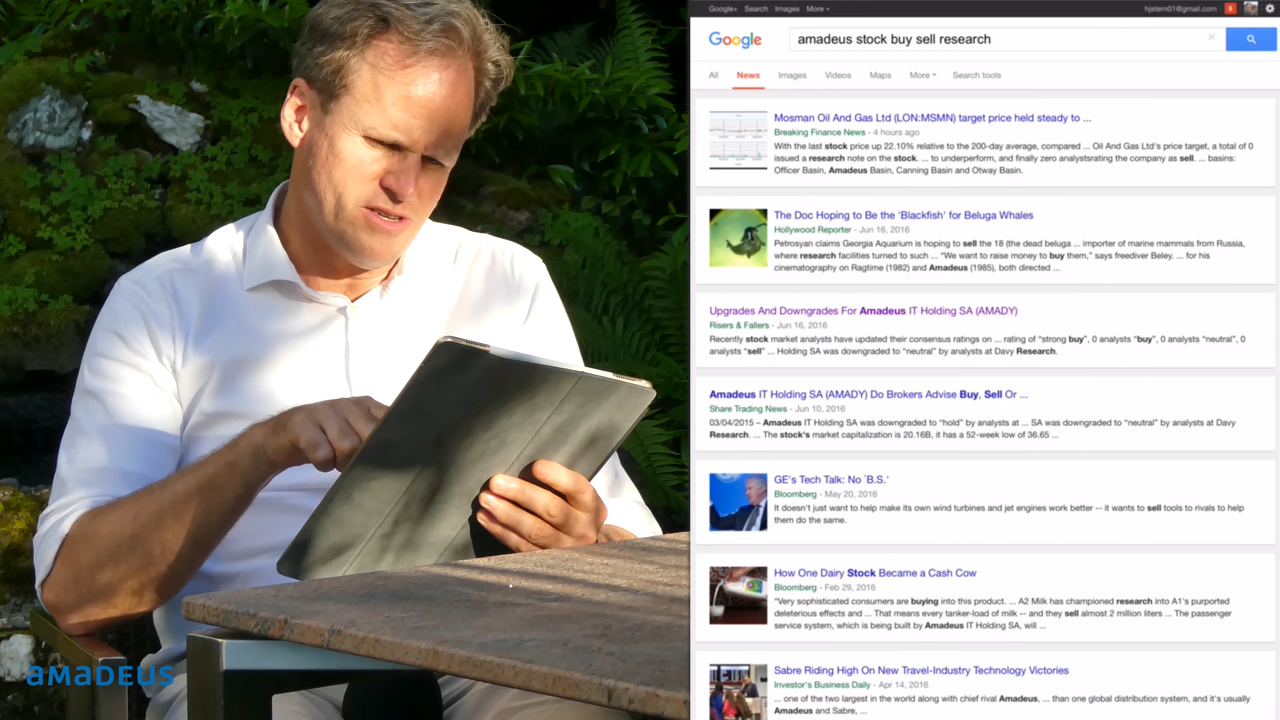 Google+ Search Images More
hjstern01@gmail.com 8
Google
amadeus stock buy sell research
All News Images Videos Maps More Search tools
Mosman Oil And Gas Ltd (LON:MSMN) target price held steady to ...
Breaking Finance News - 4 hours ago
With the last stock price up 22.10% relative to the 200-day average, compared ... Oil And Gas Ltd's price target, a total of 0
issued a research note on the stock. ... to underperform, and finally zero analystsrating the company as sell. ... basins:
Officer Basin, Amadeus Basin, Canning Basin and Otway Basin.
The Doc Hoping to Be the 'Blackfish' for Beluga Whales
Hollywood Reporter - Jun 16, 2016
Petrosyan claims Georgia Aquarium is hoping to sell the 18 (the dead beluga ... importer of marine mammals from Russia,
where research facilities turned to such ... "We want to raise money to buy them," says freediver Beley. ... for his
cinematography on Ragtime (1982) and Amadeus (1985), both directed ...
Upgrades And Downgrades For Amadeus IT Holding SA (AMADY)
Risers & Fallers - Jun 16, 2016
Recently stock market analysts have updated their consensus ratings on ... rating of "strong buy", 0 analysts "buy", 0 analysts "neutral", 0
analysts "sell" ... Holding SA was downgraded to "neutral" by analysts at Davy Research.
Amadeus IT Holding SA (AMADY) Do Brokers Advise Buy, Sell Or ...
Share Trading News - Jun 10, 2016
03/04/2015 – Amadeus IT Holding SA was downgraded to "hold" by analysts at ... SA was downgraded to "neutral" by analysts at Davy
Research. ... The stock's market capitalization is 20.16B, it has a 52-week low of 36.65 ...
GE's Tech Talk: No `B.S.'
Bloomberg - May 20, 2016
It doesn't just want to help make its own wind turbines and jet engines work better -- it wants to sell tools to rivals to help
them do the same.
How One Dairy Stock Became a Cash Cow
Bloomberg - Feb 29, 2016
"Very sophisticated consumers are buying into this product. ... A2 Milk has championed research into A1's purported
deleterious effects and ... That means every tanker-load of milk -- and they sell almost 2 million liters ... The passenger
service system, which is being built by Amadeus IT Holding SA, will ...
Sabre Riding High On New Travel-Industry Technology Victories
Investor's Business Daily - Apr 14, 2016
... one of the two largest in the world along with chief rival Amadeus, ... than one global distribution system, and it's usually
Amadeus and Sabre, ...
aMaDEUS